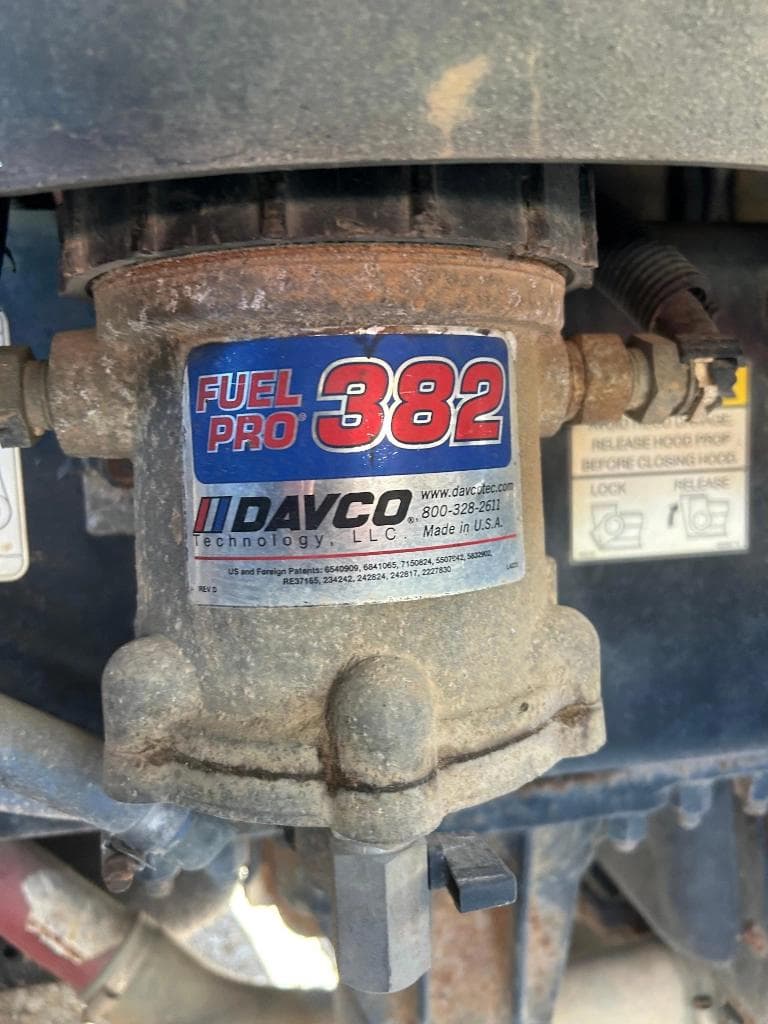 FUEL
PRO® 382
DAVCO®
Technology, LLC.
www.davcotec.com
800-328-2611
Made in U.S.A.
US and Foreign Patents: 6540909, 6841065, 7150824, 5507942, 5832902,
RE37165, 234242, 242824, 242817, 2227830
REV D
RELEASE HOOD PROP
BEFORE CLOSING HOOD.
LOCK RELEASE